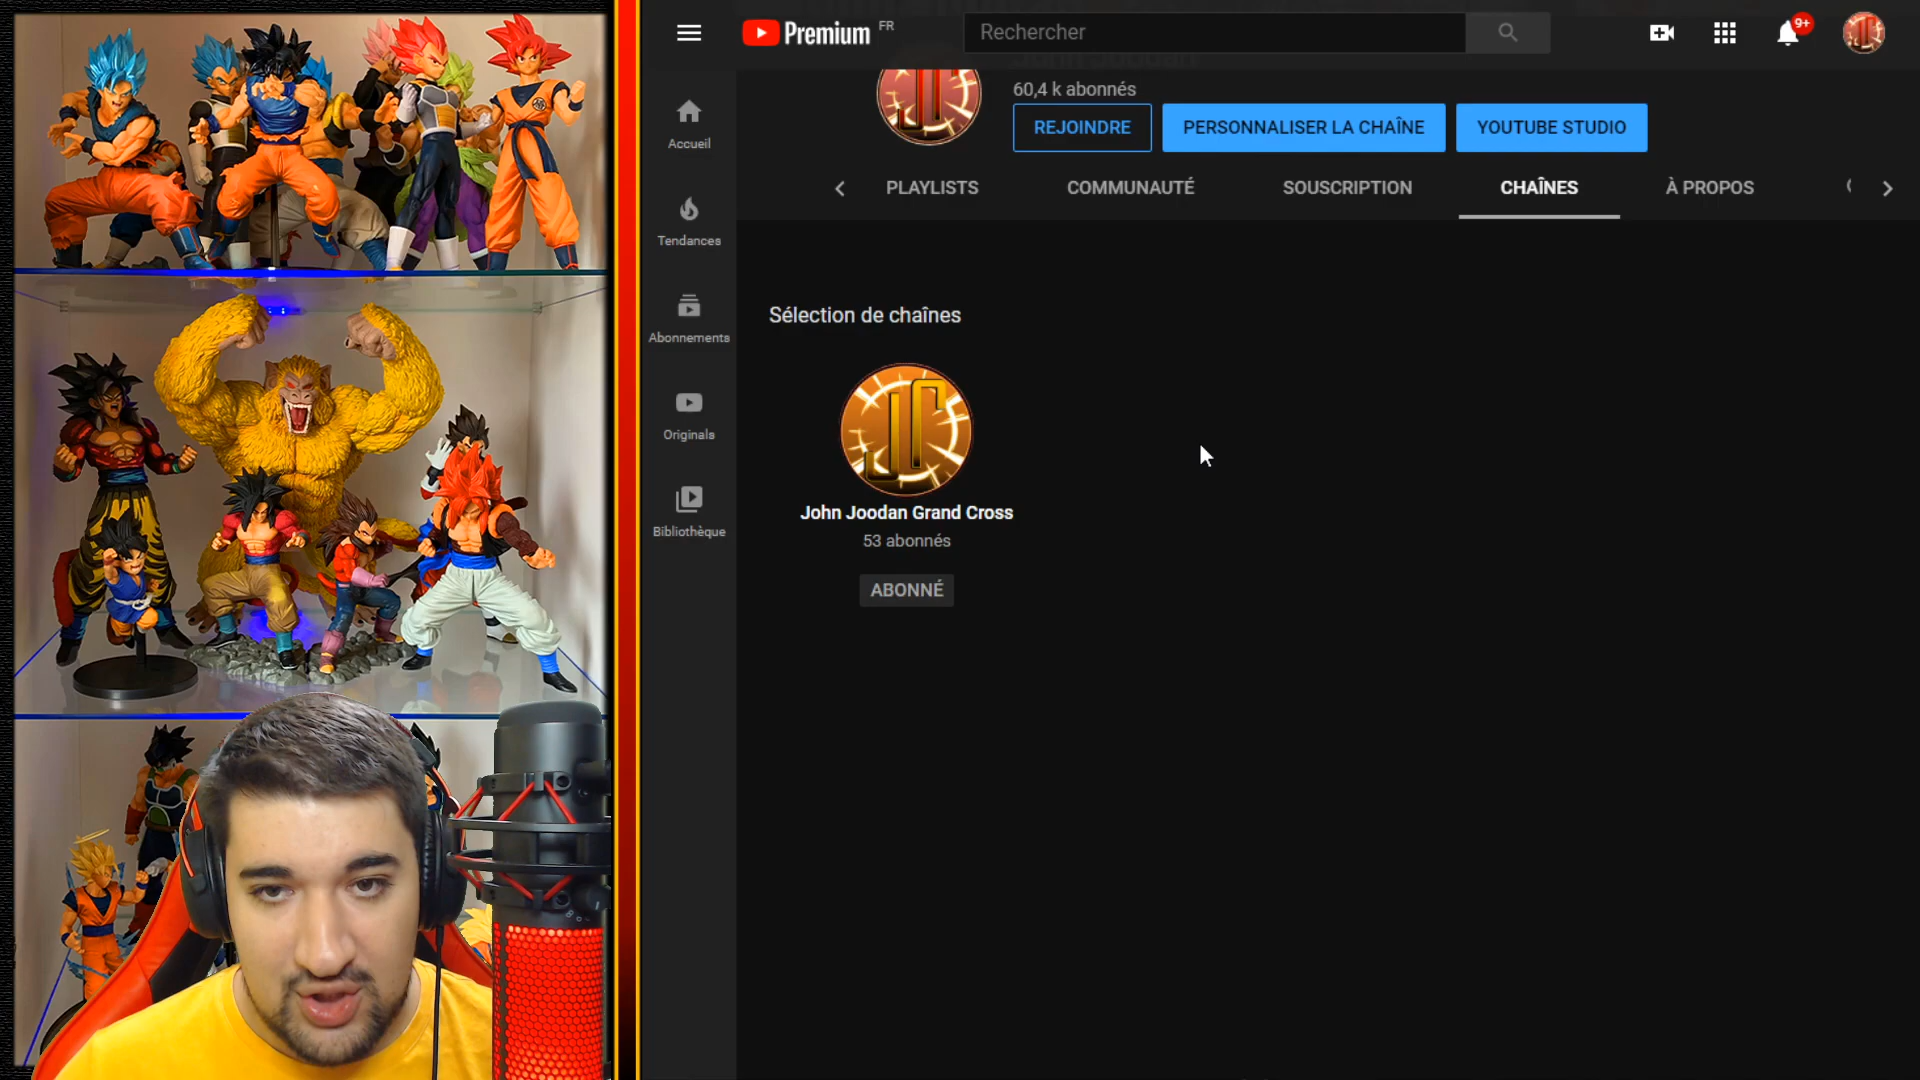 Premium FR
Rechercher
9+
Accueil
Tendances
Abonnements
Originals
Bibliothèque
60,4 k abonnés
REJOINDRE
PERSONNALISER LA CHAÎNE
YOUTUBE STUDIO
PLAYLISTS
COMMUNAUTÉ
SOUSCRIPTION
CHAÎNES
À PROPOS
Sélection de chaînes
John Joodan Grand Cross
53 abonnés
ABONNÉ